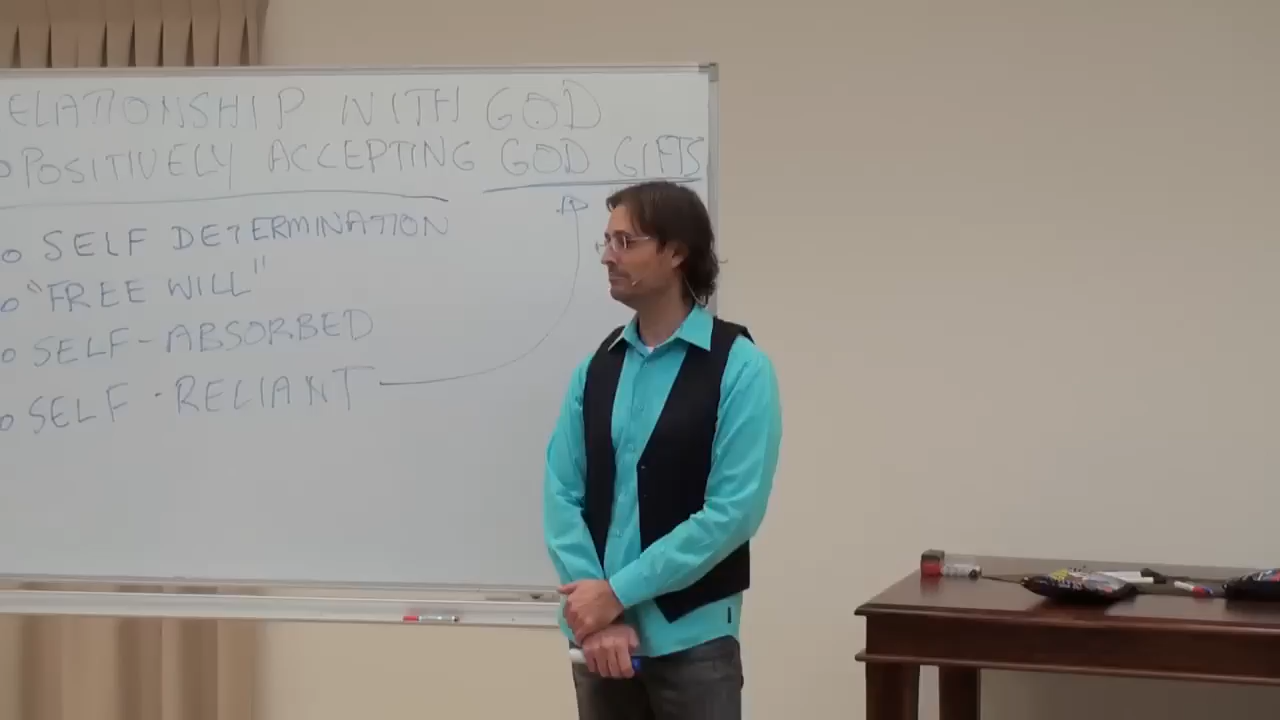 ELATIONSHIP WITH GOD
POSITIVELY ACCEPTING GOD GIFTS
SELF DETERMINATION
"FREE WILL"
SELF-ABSORBED
SELF-RELIANT